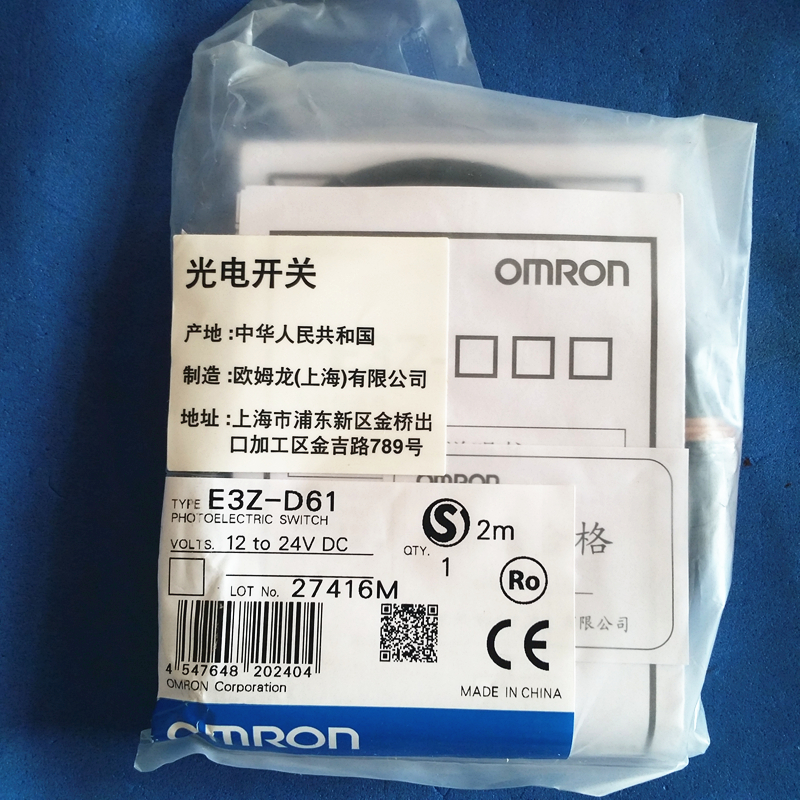 光电开关
产地:中华人民共和国
制造:欧姆龙(上海)有限公司
地址:上海市浦东新区金桥出
口加工区金吉路789号
OMRON
OMRON
格
限公司
TYPE E3Z-D61
PHOTOELECTRIC SWITCH
VOLTS. 12 to 24V DC
S 2m
QTY. 1
LOT No. 27416M
Ro
CE
4 547648 202404
OMRON Corporation
MADE IN CHINA
OMRON